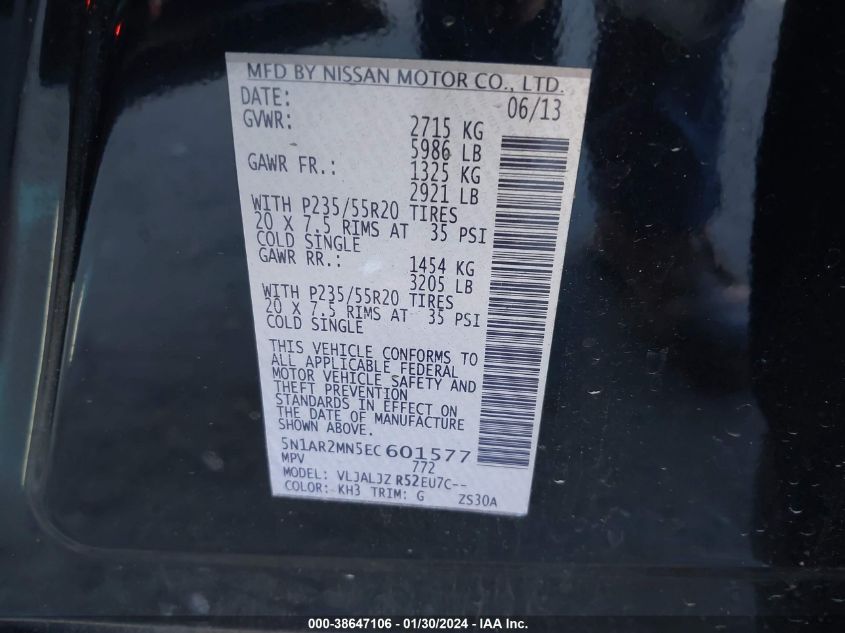 MFD BY NISSAN MOTOR CO., LTD.
DATE: 06/13
GVWR: 2715 KG
5986 LB
GAWR FR.: 1325 KG
2921 LB
WITH P235/55R20 TIRES
20 X 7.5 RIMS AT 35 PSI
COLD SINGLE
GAWR RR.: 1454 KG
3205 LB
WITH P235/55R20 TIRES
20 X 7.5 RIMS AT 35 PSI
COLD SINGLE
THIS VEHICLE CONFORMS TO
ALL APPLICABLE FEDERAL
MOTOR VEHICLE SAFETY AND
THEFT PREVENTION
STANDARDS IN EFFECT ON
THE DATE OF MANUFACTURE
SHOWN ABOVE.
5N1AR2MN5EC601577
MPV 772
MODEL: VLJALJZ R52EU7C--
COLOR: KH3 TRIM: G ZS30A
000-38647106 - 01/30/2024 - IAA Inc.